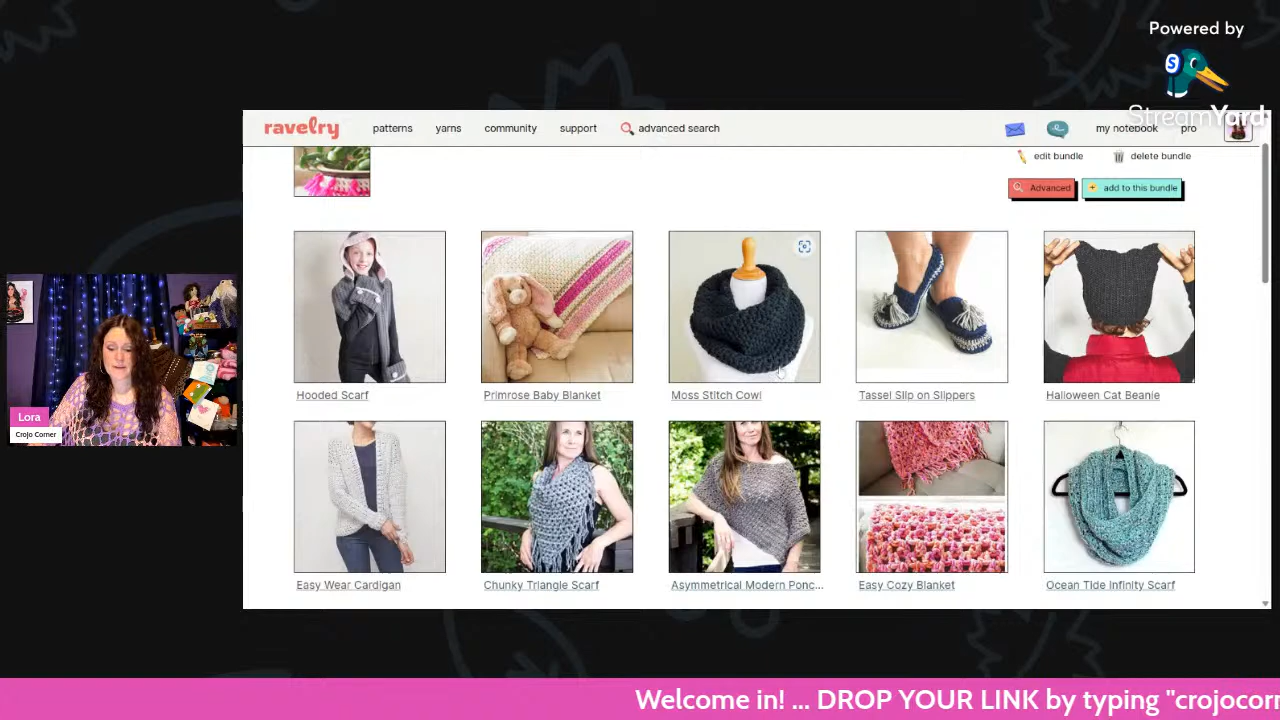 Powered by
StreamYard
ravelry patterns yarns community support advanced search my notebook pro
edit bundle delete bundle
Advanced add to this bundle
Hooded Scarf Primrose Baby Blanket Moss Stitch Cowl Tassel Slip on Slippers Halloween Cat Beanie
Easy Wear Cardigan Chunky Triangle Scarf Asymmetrical Modern Ponc... Easy Cozy Blanket Ocean Tide Infinity Scarf
Lora
Crojo Corner
Welcome in! ... DROP YOUR LINK by typing "crojocorn